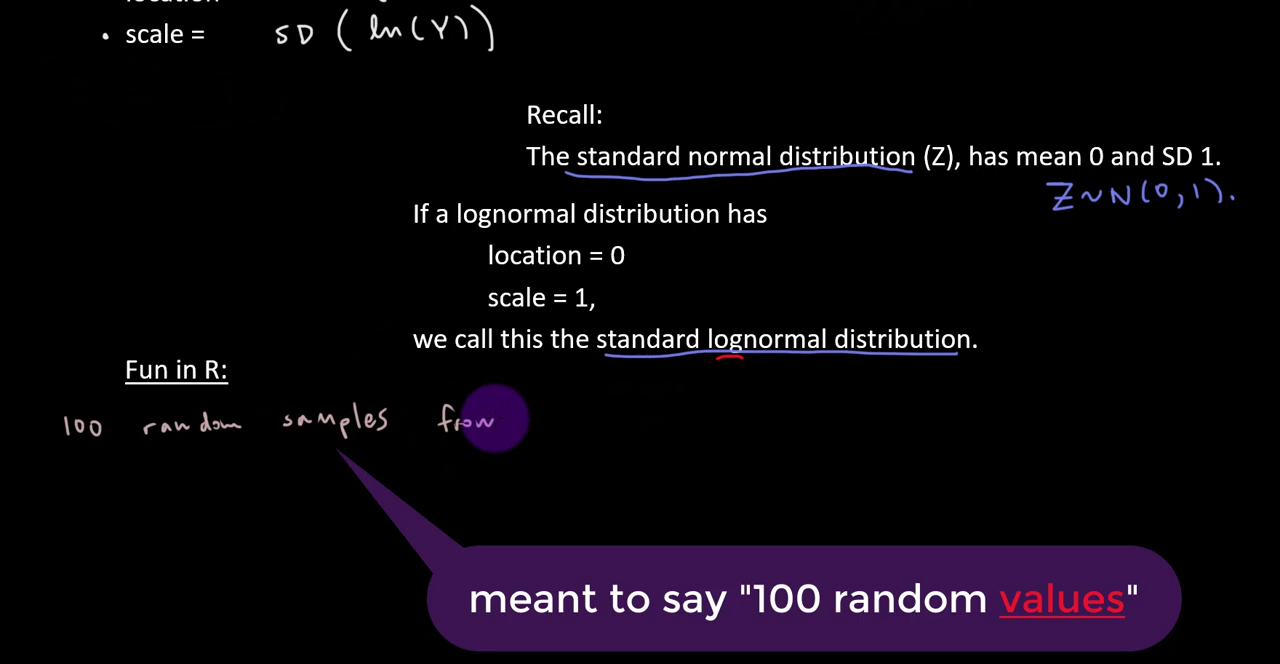 • scale = SD (ln(Y))
Recall:
The standard normal distribution (Z), has mean 0 and SD 1.
Z~N(0,1).
If a lognormal distribution has
location = 0
scale = 1,
we call this the standard lognormal distribution.
Fun in R:
100 random samples from
meant to say "100 random values"